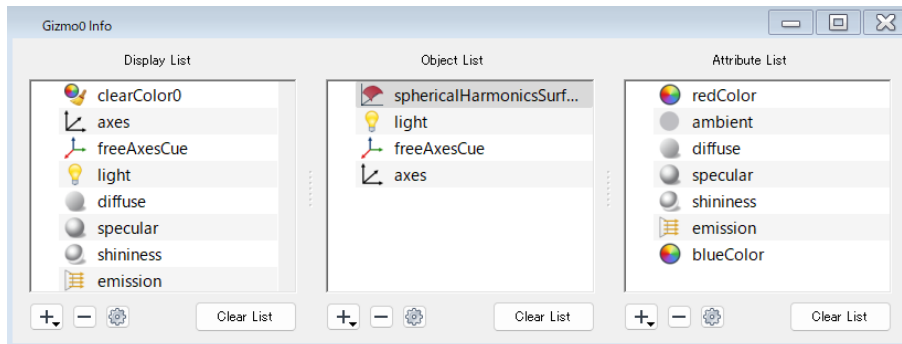 Gizmo0 Info
Display List
clearColor0
axes
freeAxesCue
light
diffuse
specular
shininess
emission
Clear List
Object List
sphericalHarmonicsSurf...
light
freeAxesCue
axes
Clear List
Attribute List
redColor
ambient
diffuse
specular
shininess
emission
blueColor
Clear List